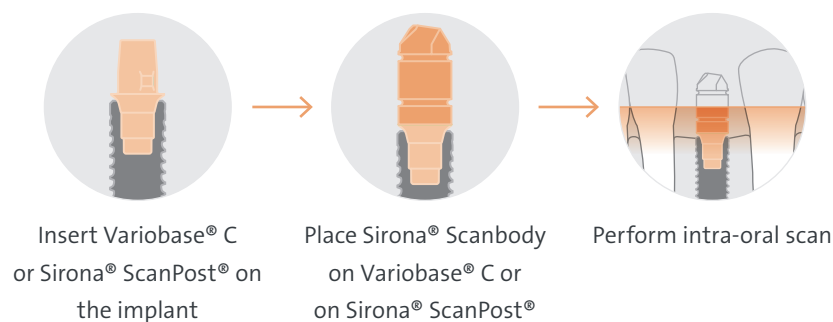 Insert Variobase® C
or Sirona® ScanPost® on
the implant
Place Sirona® Scanbody
on Variobase® C or
on Sirona® ScanPost®
Perform intra-oral scan